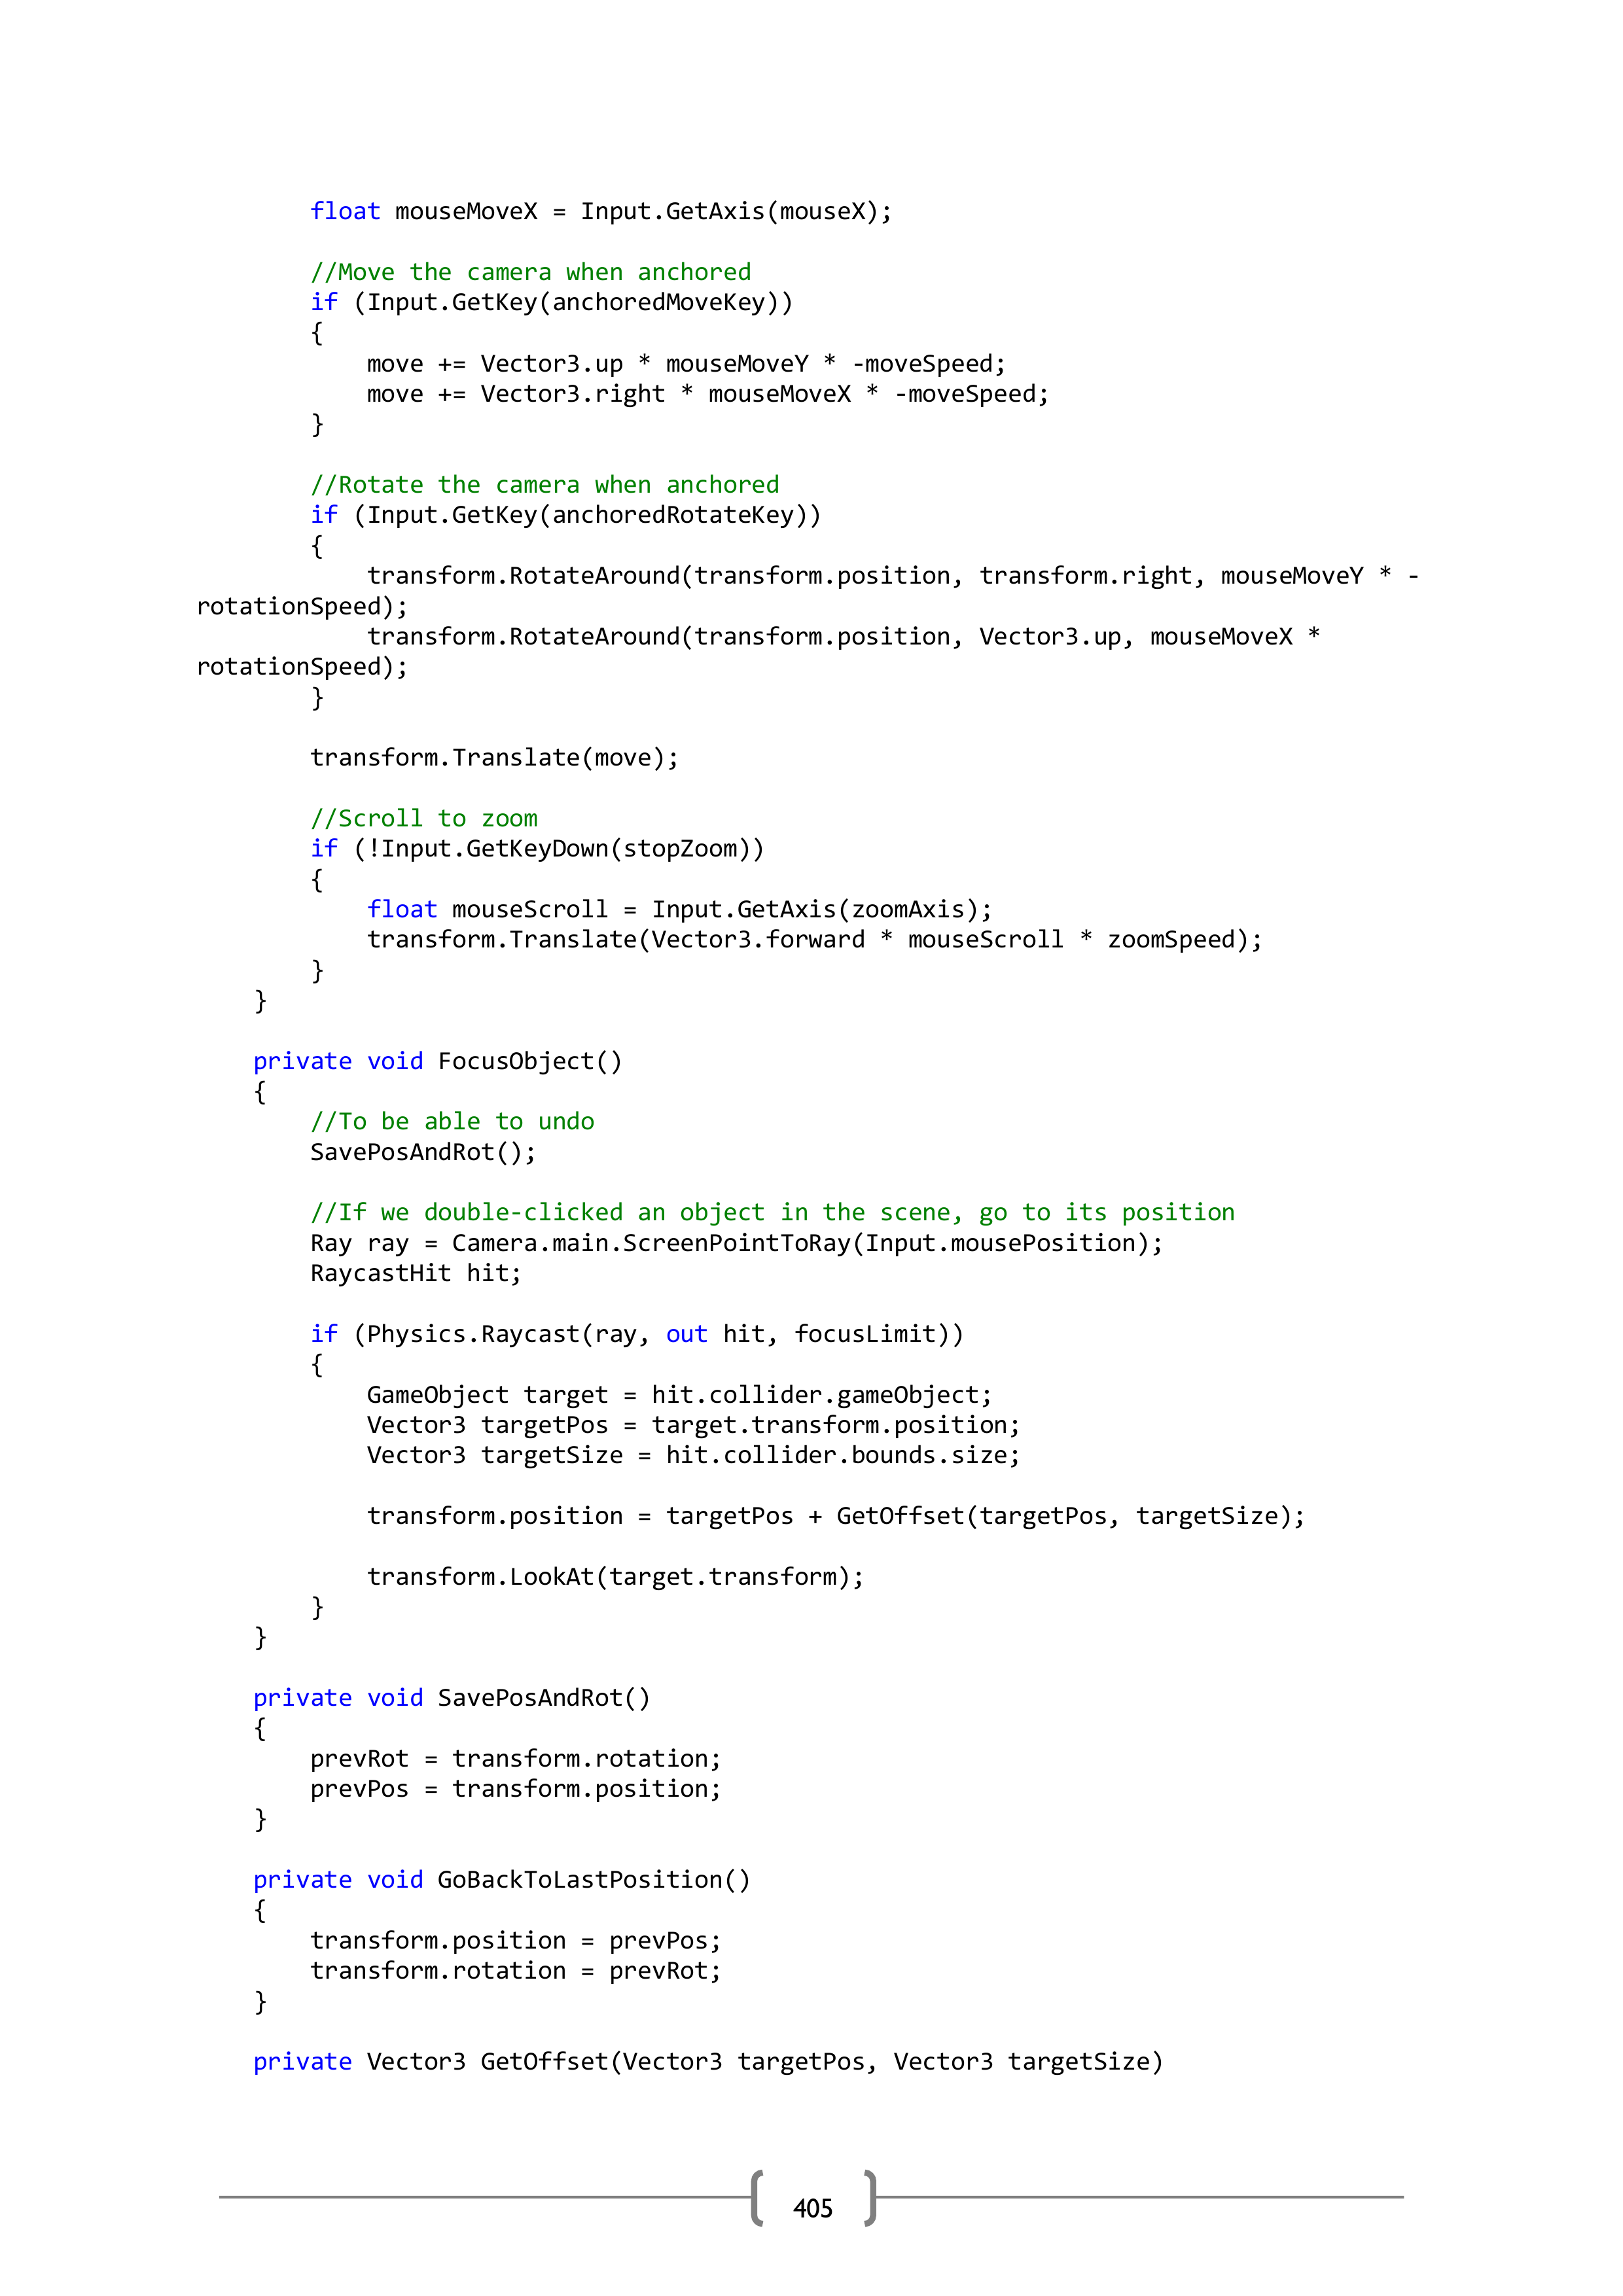 float mouseMoveX = Input.GetAxis(mouseX);

        //Move the camera when anchored
        if (Input.GetKey(anchoredMoveKey))
        {
            move += Vector3.up * mouseMoveY * -moveSpeed;
            move += Vector3.right * mouseMoveX * -moveSpeed;
        }

        //Rotate the camera when anchored
        if (Input.GetKey(anchoredRotateKey))
        {
            transform.RotateAround(transform.position, transform.right, mouseMoveY * -
rotationSpeed);
            transform.RotateAround(transform.position, Vector3.up, mouseMoveX *
rotationSpeed);
        }

        transform.Translate(move);

        //Scroll to zoom
        if (!Input.GetKeyDown(stopZoom))
        {
            float mouseScroll = Input.GetAxis(zoomAxis);
            transform.Translate(Vector3.forward * mouseScroll * zoomSpeed);
        }
    }

    private void FocusObject()
    {
        //To be able to undo
        SavePosAndRot();

        //If we double-clicked an object in the scene, go to its position
        Ray ray = Camera.main.ScreenPointToRay(Input.mousePosition);
        RaycastHit hit;

        if (Physics.Raycast(ray, out hit, focusLimit))
        {
            GameObject target = hit.collider.gameObject;
            Vector3 targetPos = target.transform.position;
            Vector3 targetSize = hit.collider.bounds.size;

            transform.position = targetPos + GetOffset(targetPos, targetSize);

            transform.LookAt(target.transform);
        }
    }

    private void SavePosAndRot()
    {
        prevRot = transform.rotation;
        prevPos = transform.position;
    }

    private void GoBackToLastPosition()
    {
        transform.position = prevPos;
        transform.rotation = prevRot;
    }

    private Vector3 GetOffset(Vector3 targetPos, Vector3 targetSize)

405